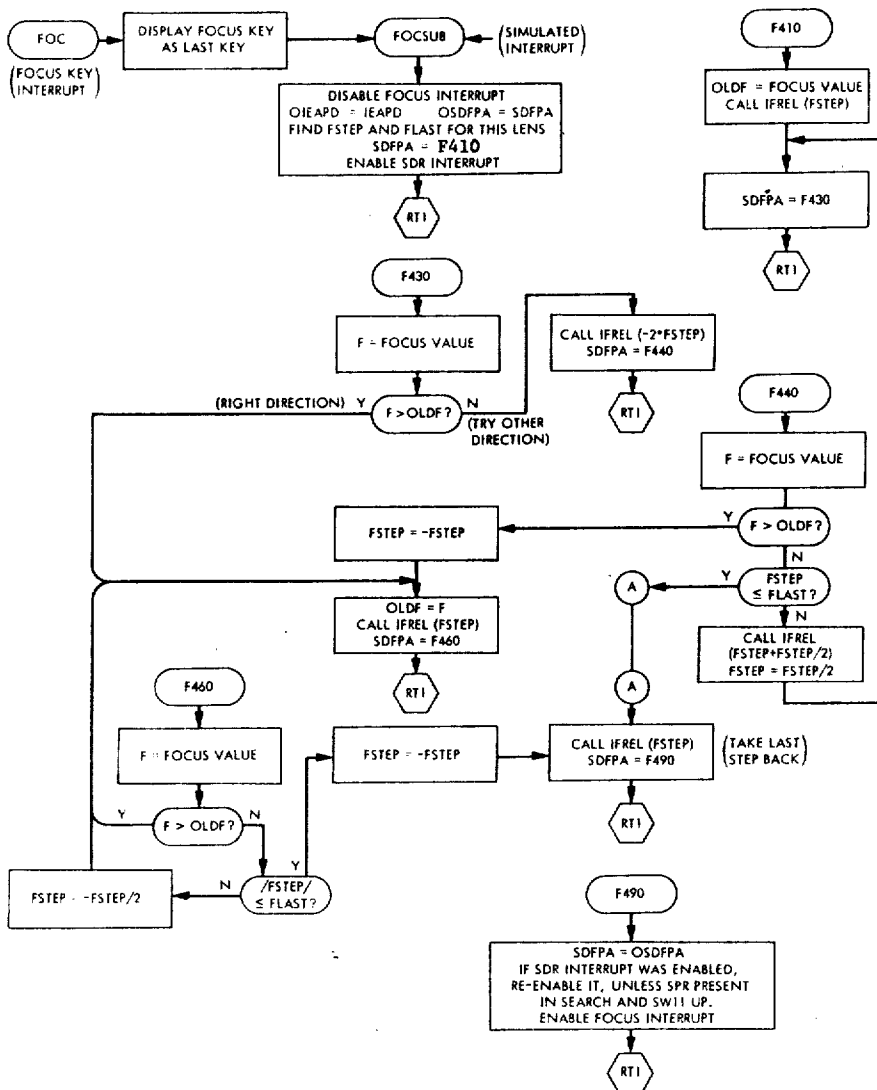 FOC
(FOCUS KEY
INTERRUPT)
DISPLAY FOCUS KEY
AS LAST KEY
FOCSUB
(SIMULATED
INTERRUPT)
DISABLE FOCUS INTERRUPT
OIEAPD = IEAPD OSDFPA = SDFPA
FIND FSTEP AND FLAST FOR THIS LENS
SDFPA = F410
ENABLE SDR INTERRUPT
RTI
F410
OLDF = FOCUS VALUE
CALL IFREL (FSTEP)
SDFPA = F430
RTI
F430
F = FOCUS VALUE
(RIGHT DIRECTION) Y
F > OLDF?
N
(TRY OTHER
DIRECTION)
CALL IFREL (-2*FSTEP)
SDFPA = F440
RTI
F440
F = FOCUS VALUE
Y
F > OLDF?
N
Y
FSTEP
≤ FLAST?
N
CALL IFREL
(FSTEP+FSTEP/2)
FSTEP = FSTEP/2
FSTEP = -FSTEP
OLDF = F
CALL IFREL (FSTEP)
SDFPA = F460
RTI
A
A
F460
F = FOCUS VALUE
Y
F > OLDF?
N
Y
/FSTEP/
≤ FLAST?
N
FSTEP - -FSTEP/2
FSTEP = -FSTEP
CALL IFREL (FSTEP)
SDFPA = F490
(TAKE LAST
STEP BACK)
RTI
F490
SDFPA = OSDFPA
IF SDR INTERRUPT WAS ENABLED,
RE-ENABLE IT, UNLESS SPR PRESENT
IN SEARCH AND SW11 UP.
ENABLE FOCUS INTERRUPT
RTI